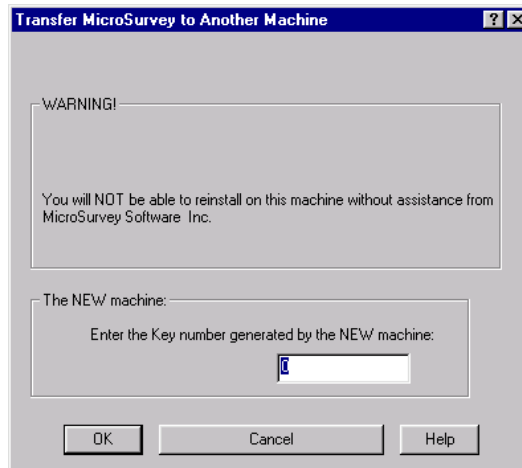 Transfer MicroSurvey to Another Machine
WARNING!
You will NOT be able to reinstall on this machine without assistance from
MicroSurvey Software Inc.
The NEW machine:
Enter the Key number generated by the NEW machine:
0
OK Cancel Help